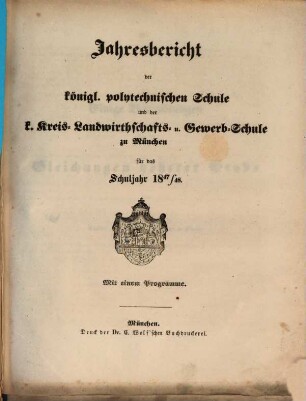 Jahresbericht
der
königl. polytechnischen Schule
und der
k. Kreis-Landwirthschafts- u. Gewerb-Schule
zu München
für das
Schuljahr 18⁴⁷/₄₈.
Mit einem Programme.
München.
Druck der Dr. C. Wolf'schen Buchdruckerei.